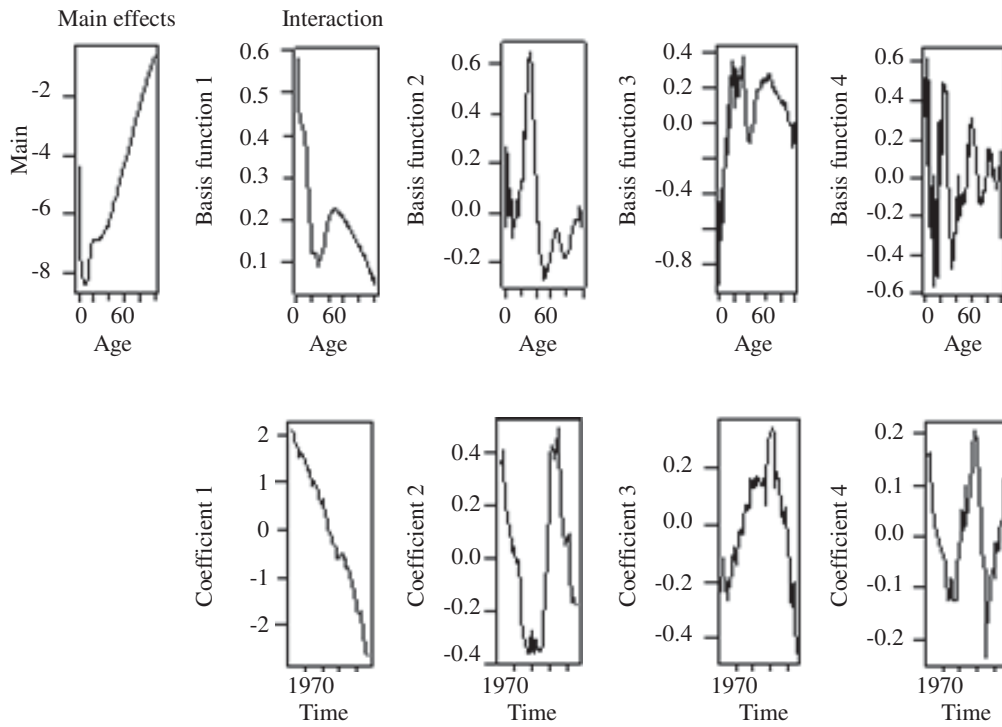 Main effects
Interaction
Main
-2
-4
-6
-8
0 60
Age
Basis function 1
0.6
0.5
0.4
0.3
0.2
0.1
0 60
Age
Basis function 2
0.6
0.4
0.2
0.0
-0.2
0 60
Age
Basis function 3
0.4
0.2
0.0
-0.4
-0.8
0 60
Age
Basis function 4
0.6
0.4
0.2
0.0
-0.2
-0.4
-0.6
0 60
Age
Coefficient 1
2
1
0
-1
-2
1970
Time
Coefficient 2
0.4
0.2
0.0
-0.2
-0.4
1970
Time
Coefficient 3
0.2
0.0
-0.2
-0.4
1970
Time
Coefficient 4
0.2
0.1
0.0
-0.1
-0.2
1970
Time